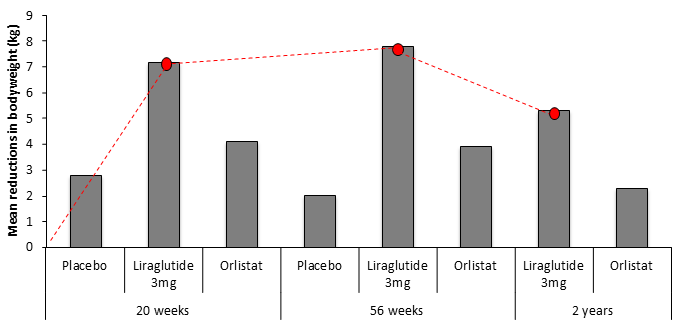 Mean reductions in bodyweight (kg)
9
8
7
6
5
4
3
2
1
0
Placebo
Liraglutide
3mg
Orlistat
Placebo
Liraglutide
3mg
Orlistat
Liraglutide
3mg
Orlistat
20 weeks
56 weeks
2 years